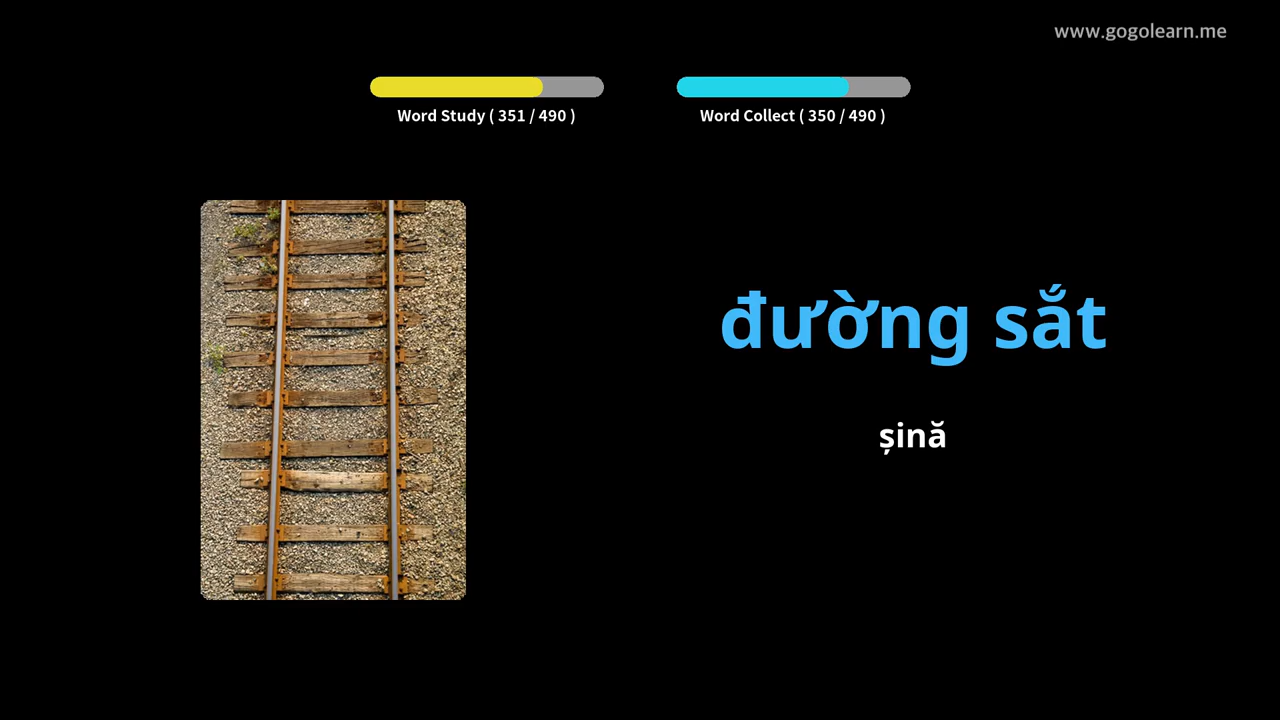 www.gogolearn.me
Word Study ( 351 / 490 )
Word Collect ( 350 / 490 )
đường sắt
șină